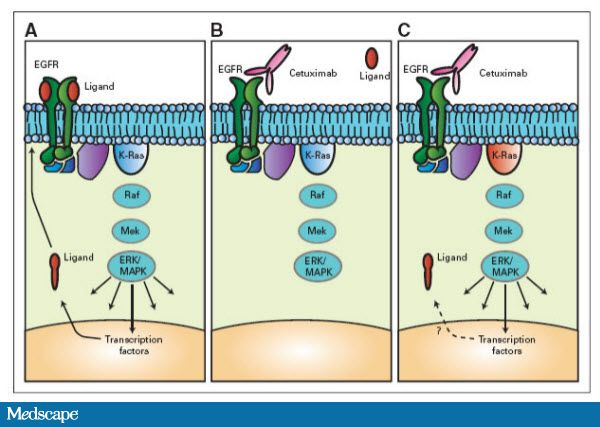 A
EGFR
Ligand
K-Ras
Raf
Mek
ERK/
MAPK
Ligand
Transcription
factors
B
EGFR
Cetuximab
Ligand
K-Ras
Raf
Mek
ERK/
MAPK
C
EGFR
Cetuximab
K-Ras
Raf
Mek
ERK/
MAPK
Ligand
?
Transcription
factors
Medscape